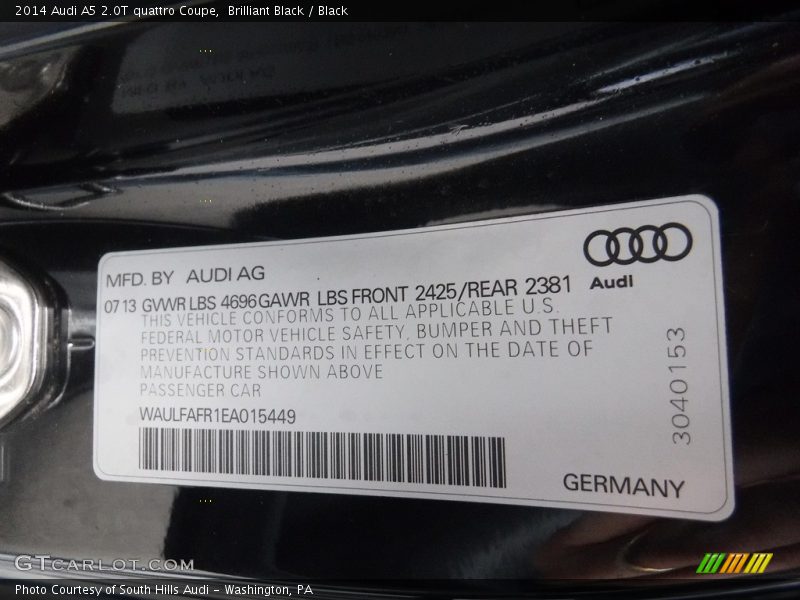 2014 Audi A5 2.0T quattro Coupe,  Brilliant Black / Black
MFD. BY AUDI AG
Audi
0713 GVWR LBS 4696 GAWR LBS FRONT 2425/REAR 2381
THIS VEHICLE CONFORMS TO ALL APPLICABLE U.S.
FEDERAL MOTOR VEHICLE SAFETY, BUMPER AND THEFT
PREVENTION STANDARDS IN EFFECT ON THE DATE OF
MANUFACTURE SHOWN ABOVE
PASSENGER CAR
WAULFAFR1EA015449
3040153
GERMANY
GTCARLOT.COM
Photo Courtesy of South Hills Audi - Washington, PA